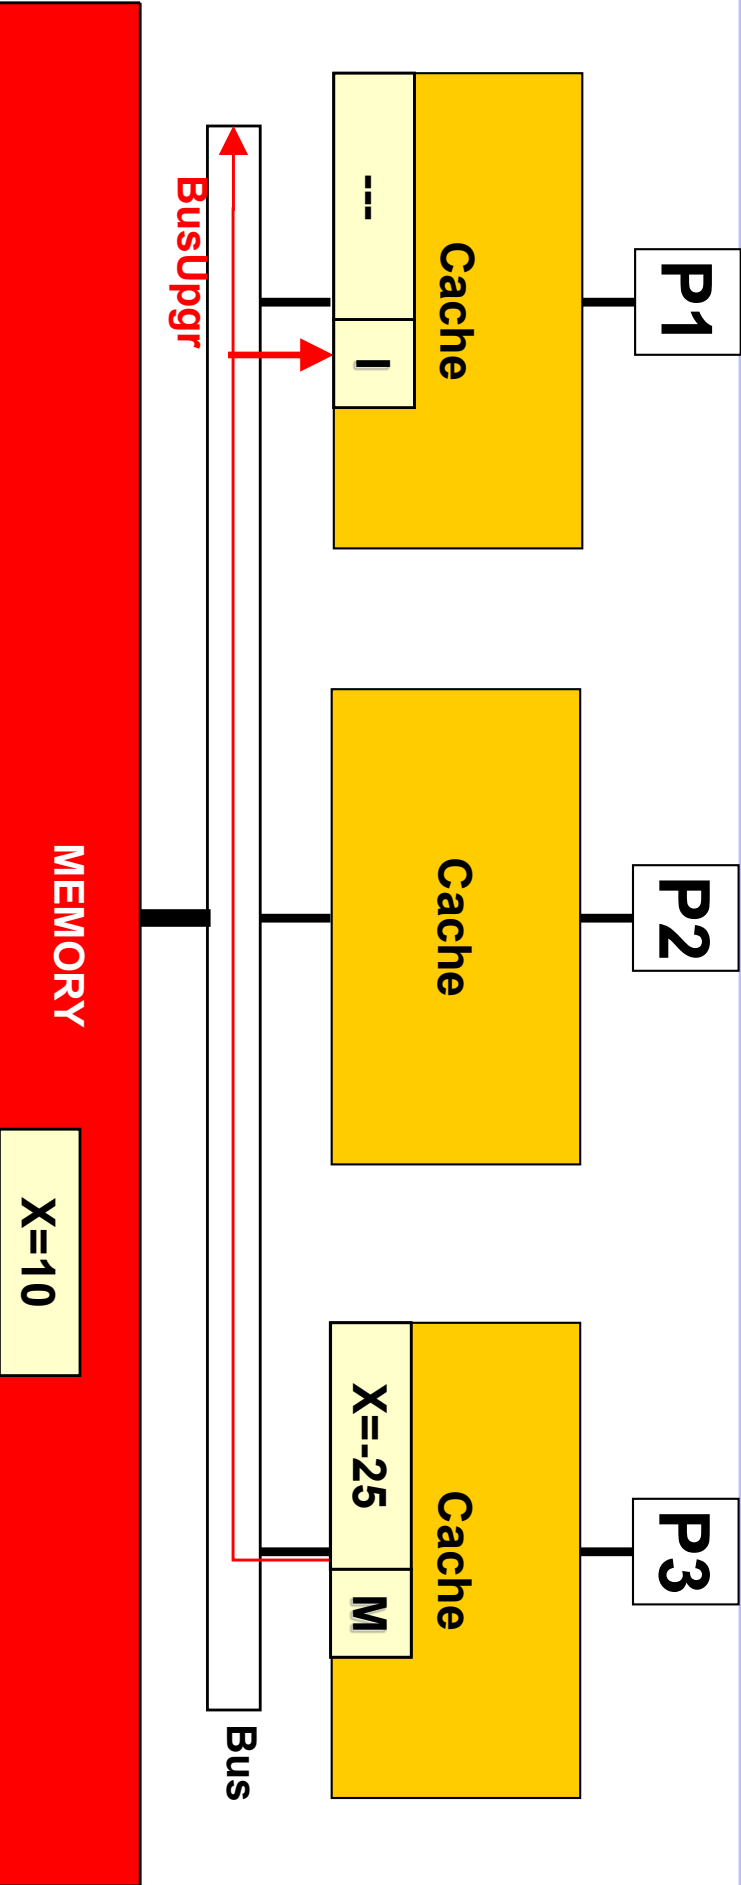 P1
P2
P3
Cache
Cache
Cache
---
I
X=-25
M
BusUpgr
Bus
MEMORY
X=10